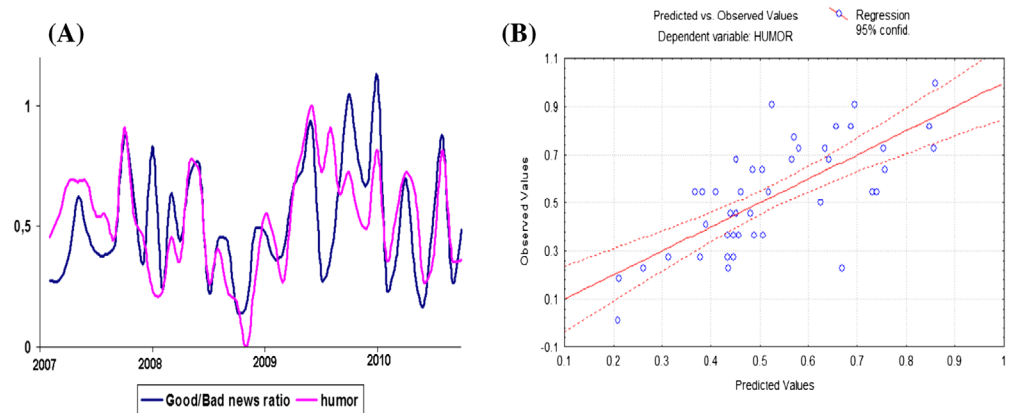 (A)
1
0,5
0
2007 2008 2009 2010
Good/Bad news ratio humor
(B)
Predicted vs. Observed Values
Dependent variable: HUMOR
Regression
95% confid.
Observed Values
1.1
0.9
0.7
0.5
0.3
0.1
-0.1
0.1 0.2 0.3 0.4 0.5 0.6 0.7 0.8 0.9 1
Predicted Values